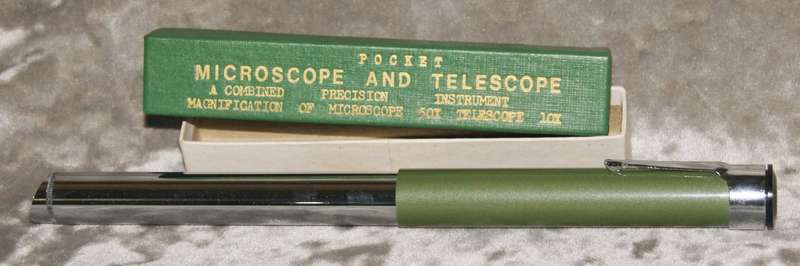 POCKET
MICROSCOPE AND TELESCOPE
A COMBINED PRECISION INSTRUMENT
MAGNIFICATION OF MICROSCOPE 50X TELESCOPE 10X